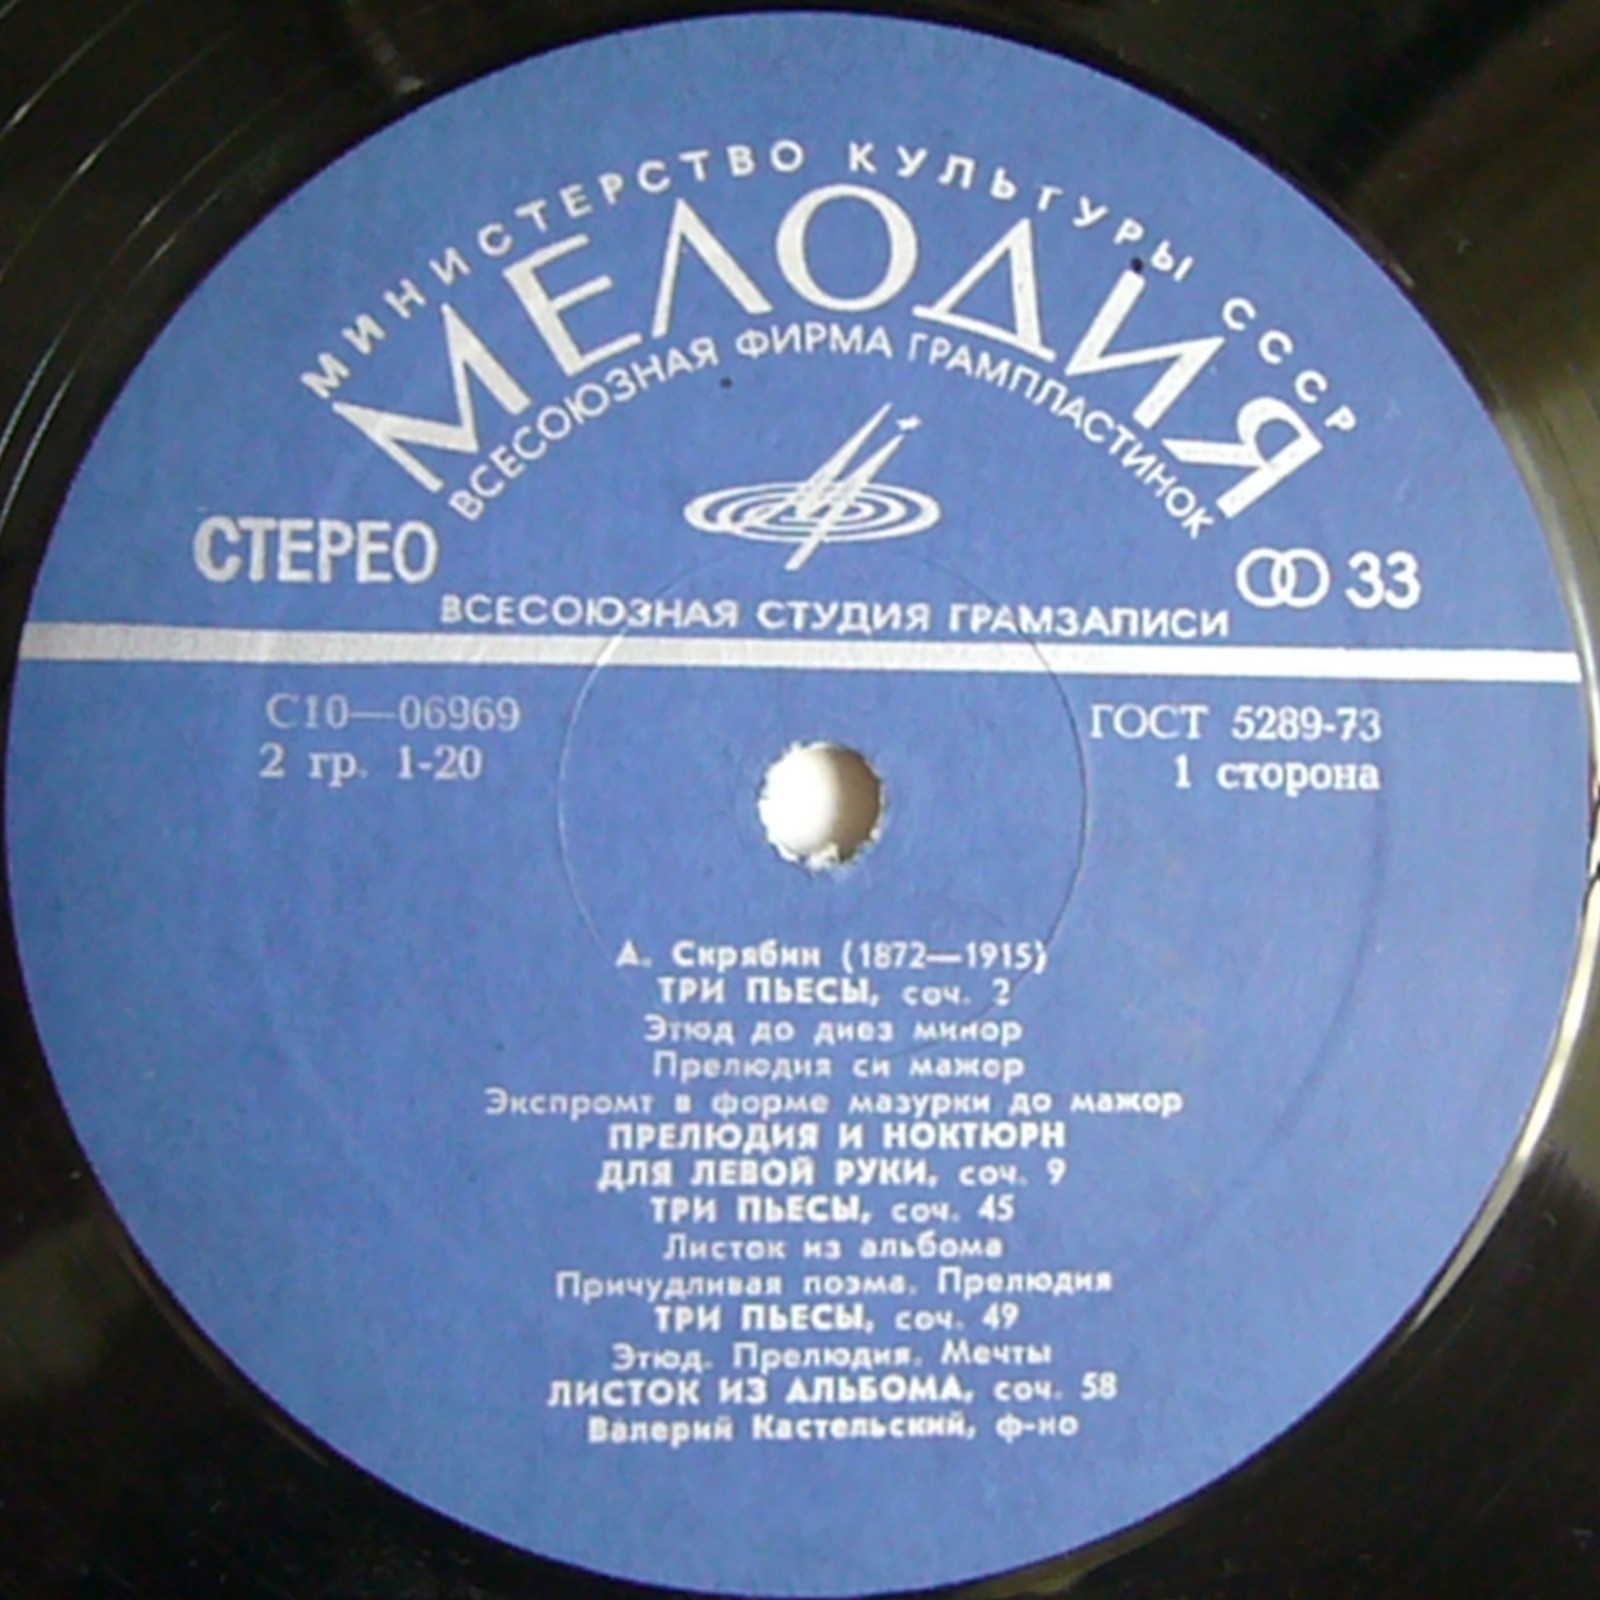 МИНИСТЕРСТВО КУЛЬТУРЫ СССР
МЕЛОДИЯ
ВСЕСОЮЗНАЯ ФИРМА ГРАМПЛАСТИНОК
СТЕРЕО
33
ВСЕСОЮЗНАЯ СТУДИЯ ГРАМЗАПИСИ
С10—06969
ГОСТ 5289-73
2 гр. 1-20
1 сторона
А. Скрябин (1872—1915)
ТРИ ПЬЕСЫ, соч. 2
Этюд до диез минор
Прелюдия си мажор
Экспромт в форме мазурки до мажор
ПРЕЛЮДИЯ И НОКТЮРН
ДЛЯ ЛЕВОЙ РУКИ, соч. 9
ТРИ ПЬЕСЫ, соч. 45
Листок из альбома
Причудливая поэма. Прелюдия
ТРИ ПЬЕСЫ, соч. 49
Этюд. Прелюдия. Мечты
ЛИСТОК ИЗ АЛЬБОМА, соч. 58
Валерий Кастельский, ф-но